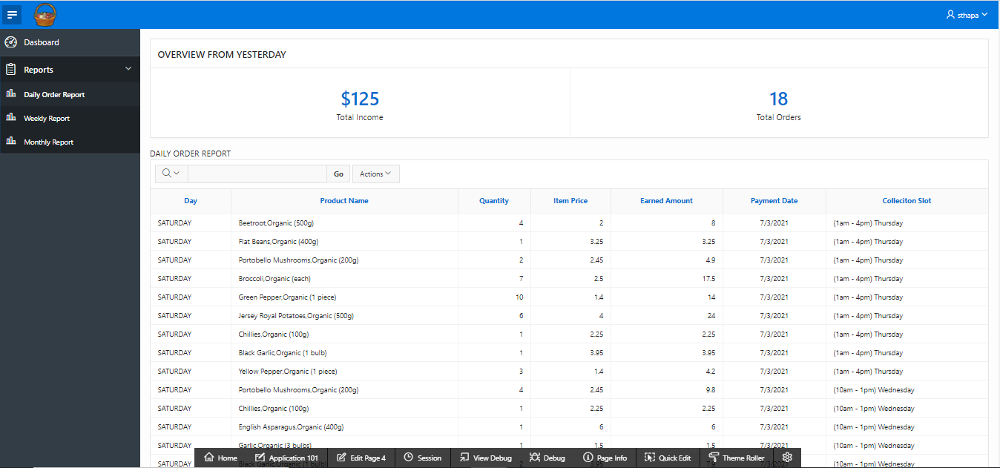 sthapa
Dasboard
Reports
Daily Order Report
Weekly Report
Monthly Report
OVERVIEW FROM YESTERDAY
$125
Total Income
18
Total Orders
DAILY ORDER REPORT
Go Actions
Day Product Name Quantity Item Price Earned Amount Payment Date Colleciton Slot
SATURDAY Beetroot,Organic (500g) 4 2 8 7/3/2021 (1am - 4pm) Thursday
SATURDAY Flat Beans,Organic (400g) 1 3.25 3.25 7/3/2021 (1am - 4pm) Thursday
SATURDAY Portobello Mushrooms,Organic (200g) 2 2.45 4.9 7/3/2021 (1am - 4pm) Thursday
SATURDAY Broccoli,Organic (each) 7 2.5 17.5 7/3/2021 (1am - 4pm) Thursday
SATURDAY Green Pepper,Organic (1 piece) 10 1.4 14 7/3/2021 (1am - 4pm) Thursday
SATURDAY Jersey Royal Potatoes,Organic (500g) 6 4 24 7/3/2021 (1am - 4pm) Thursday
SATURDAY Chillies,Organic (100g) 1 2.25 2.25 7/3/2021 (1am - 4pm) Thursday
SATURDAY Black Garlic,Organic (1 bulb) 1 3.95 3.95 7/3/2021 (1am - 4pm) Thursday
SATURDAY Yellow Pepper,Organic (1 piece) 3 1.4 4.2 7/3/2021 (1am - 4pm) Thursday
SATURDAY Portobello Mushrooms,Organic (200g) 4 2.45 9.8 7/3/2021 (10am - 1pm) Wednesday
SATURDAY Chillies,Organic (100g) 1 2.25 2.25 7/3/2021 (10am - 1pm) Wednesday
SATURDAY English Asparagus,Organic (400g) 1 6 6 7/3/2021 (10am - 1pm) Wednesday
SATURDAY Garlic,Organic (3 bulbs) 1 1.5 1.5 7/3/2021 (10am - 1pm) Wednesday
SATURDAY Black Garlic,Organic (1 bulb) 2 3.95 7.9 7/3/2021 (10am - 1pm) Wednesday
Home Application 101 Edit Page 4 Session View Debug Debug Page Info Quick Edit Theme Roller